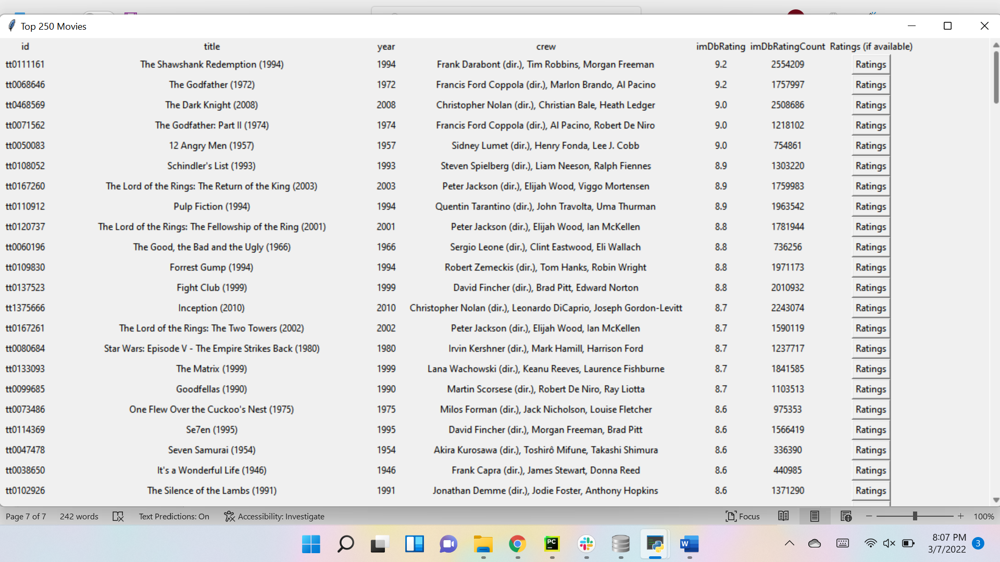 Top 250 Movies
id title year crew imDbRating imDbRatingCount Ratings (if available)
tt0111161 The Shawshank Redemption (1994) 1994 Frank Darabont (dir.), Tim Robbins, Morgan Freeman 9.2 2554209 Ratings
tt0068646 The Godfather (1972) 1972 Francis Ford Coppola (dir.), Marlon Brando, Al Pacino 9.2 1757997 Ratings
tt0468569 The Dark Knight (2008) 2008 Christopher Nolan (dir.), Christian Bale, Heath Ledger 9.0 2508686 Ratings
tt0071562 The Godfather: Part II (1974) 1974 Francis Ford Coppola (dir.), Al Pacino, Robert De Niro 9.0 1218102 Ratings
tt0050083 12 Angry Men (1957) 1957 Sidney Lumet (dir.), Henry Fonda, Lee J. Cobb 9.0 754861 Ratings
tt0108052 Schindler's List (1993) 1993 Steven Spielberg (dir.), Liam Neeson, Ralph Fiennes 8.9 1303220 Ratings
tt0167260 The Lord of the Rings: The Return of the King (2003) 2003 Peter Jackson (dir.), Elijah Wood, Viggo Mortensen 8.9 1759983 Ratings
tt0110912 Pulp Fiction (1994) 1994 Quentin Tarantino (dir.), John Travolta, Uma Thurman 8.9 1963542 Ratings
tt0120737 The Lord of the Rings: The Fellowship of the Ring (2001) 2001 Peter Jackson (dir.), Elijah Wood, Ian McKellen 8.8 1781944 Ratings
tt0060196 The Good, the Bad and the Ugly (1966) 1966 Sergio Leone (dir.), Clint Eastwood, Eli Wallach 8.8 736256 Ratings
tt0109830 Forrest Gump (1994) 1994 Robert Zemeckis (dir.), Tom Hanks, Robin Wright 8.8 1971173 Ratings
tt0137523 Fight Club (1999) 1999 David Fincher (dir.), Brad Pitt, Edward Norton 8.8 2010932 Ratings
tt1375666 Inception (2010) 2010 Christopher Nolan (dir.), Leonardo DiCaprio, Joseph Gordon-Levitt 8.7 2243074 Ratings
tt0167261 The Lord of the Rings: The Two Towers (2002) 2002 Peter Jackson (dir.), Elijah Wood, Ian McKellen 8.7 1590119 Ratings
tt0080684 Star Wars: Episode V - The Empire Strikes Back (1980) 1980 Irvin Kershner (dir.), Mark Hamill, Harrison Ford 8.7 1237717 Ratings
tt0133093 The Matrix (1999) 1999 Lana Wachowski (dir.), Keanu Reeves, Laurence Fishburne 8.7 1841585 Ratings
tt0099685 Goodfellas (1990) 1990 Martin Scorsese (dir.), Robert De Niro, Ray Liotta 8.7 1103513 Ratings
tt0073486 One Flew Over the Cuckoo's Nest (1975) 1975 Milos Forman (dir.), Jack Nicholson, Louise Fletcher 8.6 975353 Ratings
tt0114369 Se7en (1995) 1995 David Fincher (dir.), Morgan Freeman, Brad Pitt 8.6 1566419 Ratings
tt0047478 Seven Samurai (1954) 1954 Akira Kurosawa (dir.), Toshirô Mifune, Takashi Shimura 8.6 336390 Ratings
tt0038650 It's a Wonderful Life (1946) 1946 Frank Capra (dir.), James Stewart, Donna Reed 8.6 440985 Ratings
tt0102926 The Silence of the Lambs (1991) 1991 Jonathan Demme (dir.), Jodie Foster, Anthony Hopkins 8.6 1371290 Ratings
Page 7 of 7 242 words Text Predictions: On Accessibility: Investigate Focus 100%
PC W 8:07 PM 3
3/7/2022